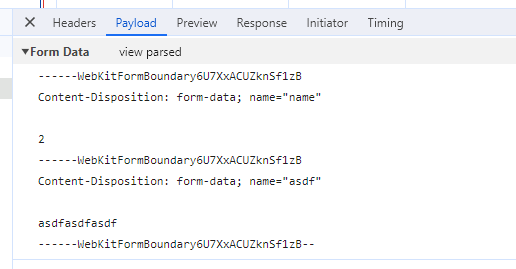 Headers Payload Preview Response Initiator Timing
Form Data view parsed
------WebKitFormBoundary6U7XxACUZknSf1zB
Content-Disposition: form-data; name="name"
2
------WebKitFormBoundary6U7XxACUZknSf1zB
Content-Disposition: form-data; name="asdf"
asdfasdfasdf
------WebKitFormBoundary6U7XxACUZknSf1zB--